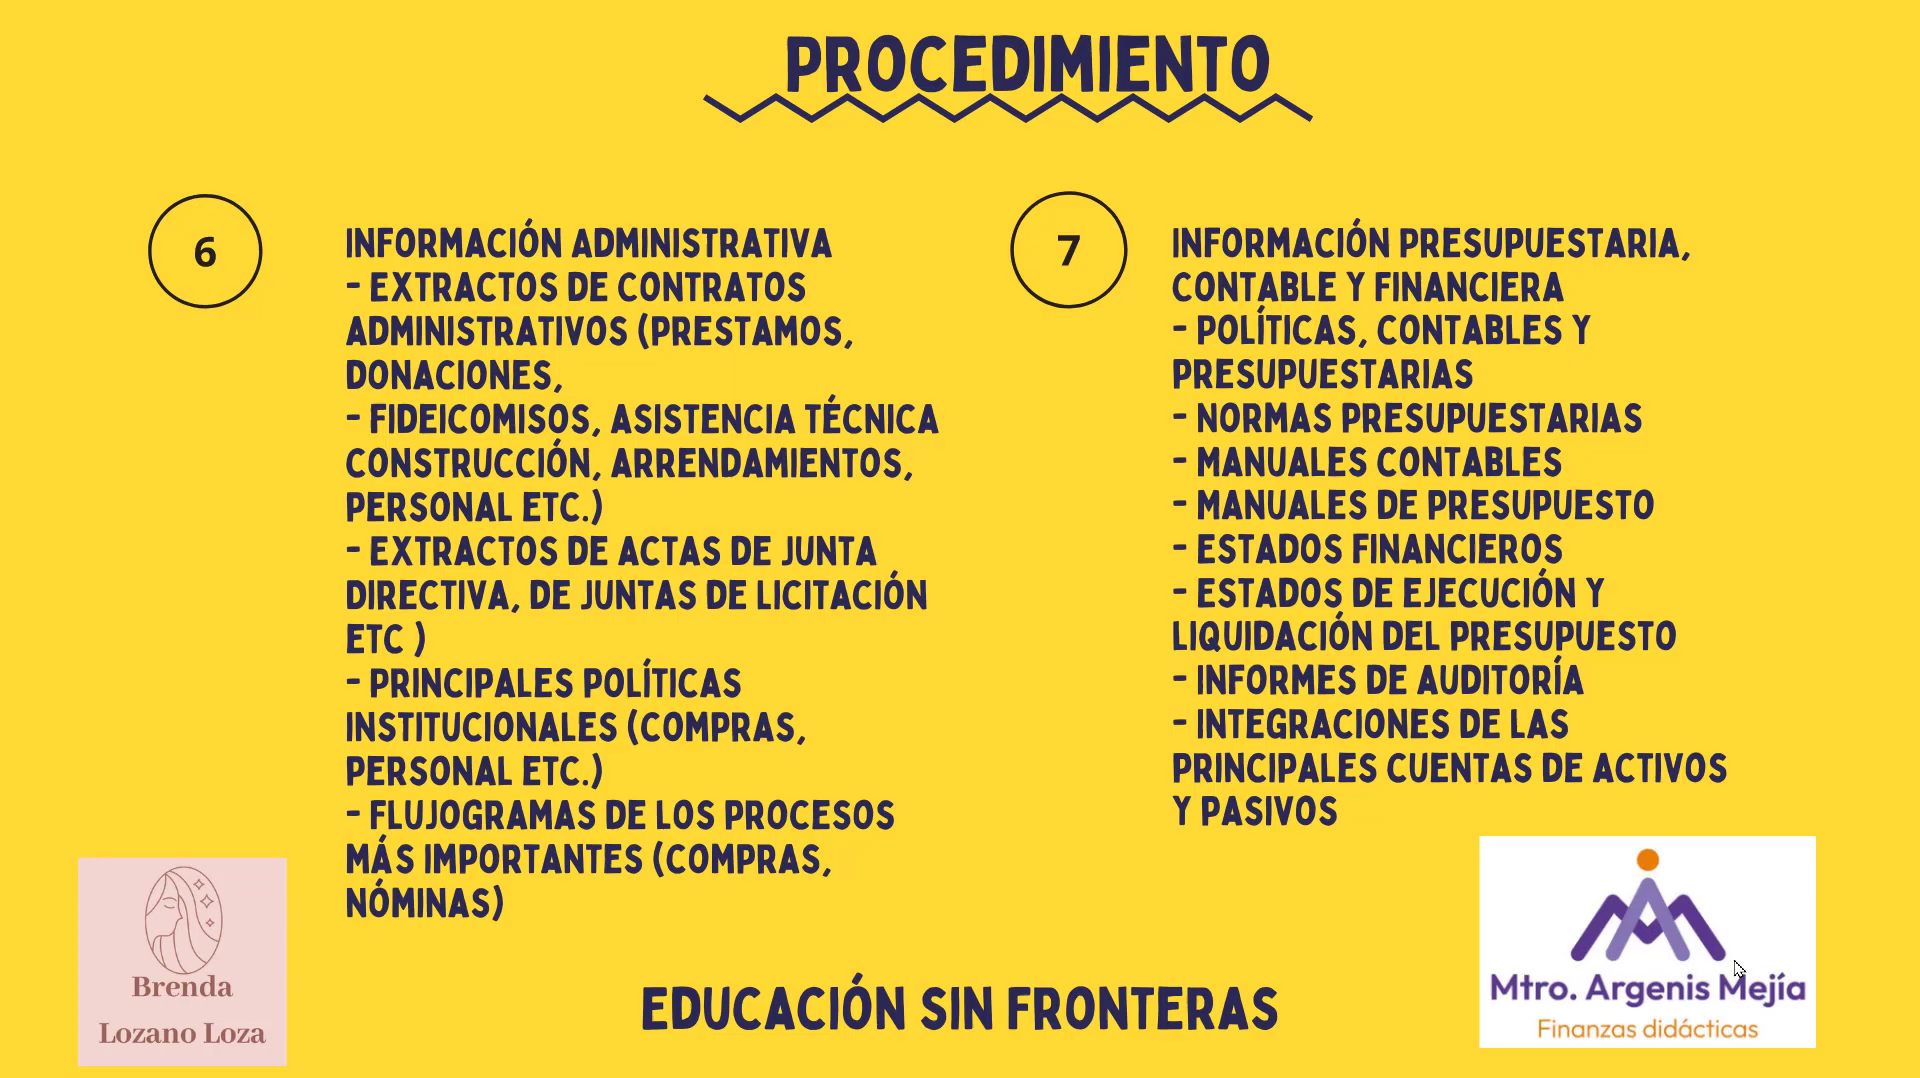 PROCEDIMIENTO
6
INFORMACIÓN ADMINISTRATIVA
- EXTRACTOS DE CONTRATOS
ADMINISTRATIVOS (PRESTAMOS,
DONACIONES,
- FIDEICOMISOS, ASISTENCIA TÉCNICA
CONSTRUCCIÓN, ARRENDAMIENTOS,
PERSONAL ETC.)
- EXTRACTOS DE ACTAS DE JUNTA
DIRECTIVA, DE JUNTAS DE LICITACIÓN
ETC )
- PRINCIPALES POLÍTICAS
INSTITUCIONALES (COMPRAS,
PERSONAL ETC.)
- FLUJOGRAMAS DE LOS PROCESOS
MÁS IMPORTANTES (COMPRAS,
NÓMINAS)
7
INFORMACIÓN PRESUPUESTARIA,
CONTABLE Y FINANCIERA
- POLÍTICAS, CONTABLES Y
PRESUPUESTARIAS
- NORMAS PRESUPUESTARIAS
- MANUALES CONTABLES
- MANUALES DE PRESUPUESTO
- ESTADOS FINANCIEROS
- ESTADOS DE EJECUCIÓN Y
LIQUIDACIÓN DEL PRESUPUESTO
- INFORMES DE AUDITORÍA
- INTEGRACIONES DE LAS
PRINCIPALES CUENTAS DE ACTIVOS
Y PASIVOS
Brenda
Lozano Loza
EDUCACIÓN SIN FRONTERAS
Mtro. Argenis Mejía
Finanzas didácticas